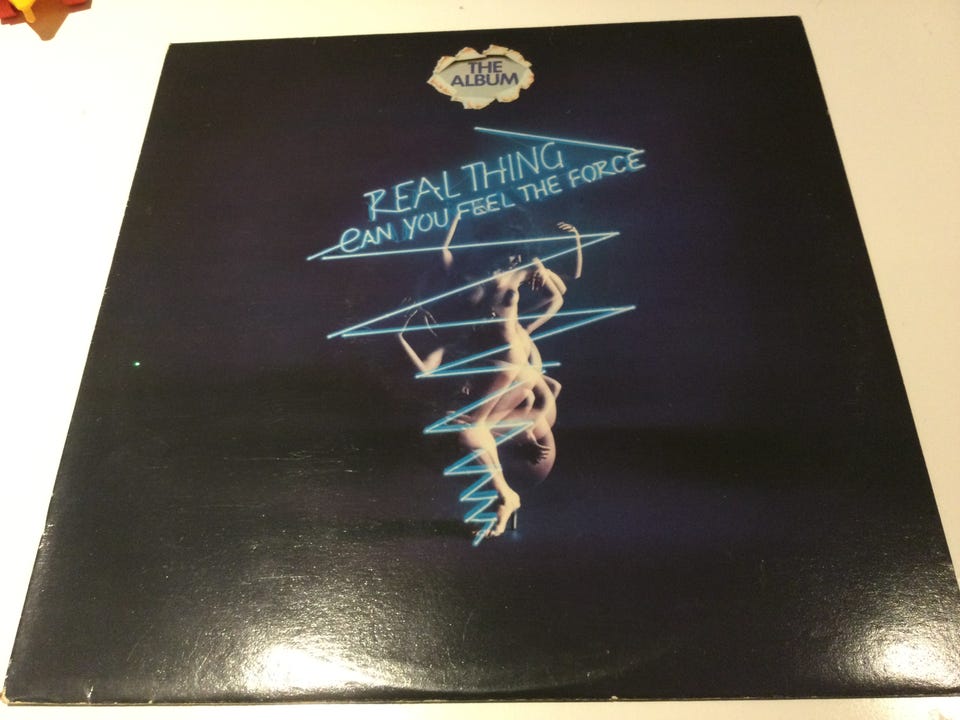 THE
ALBUM
REAL THING
CAN YOU FEEL THE FORCE